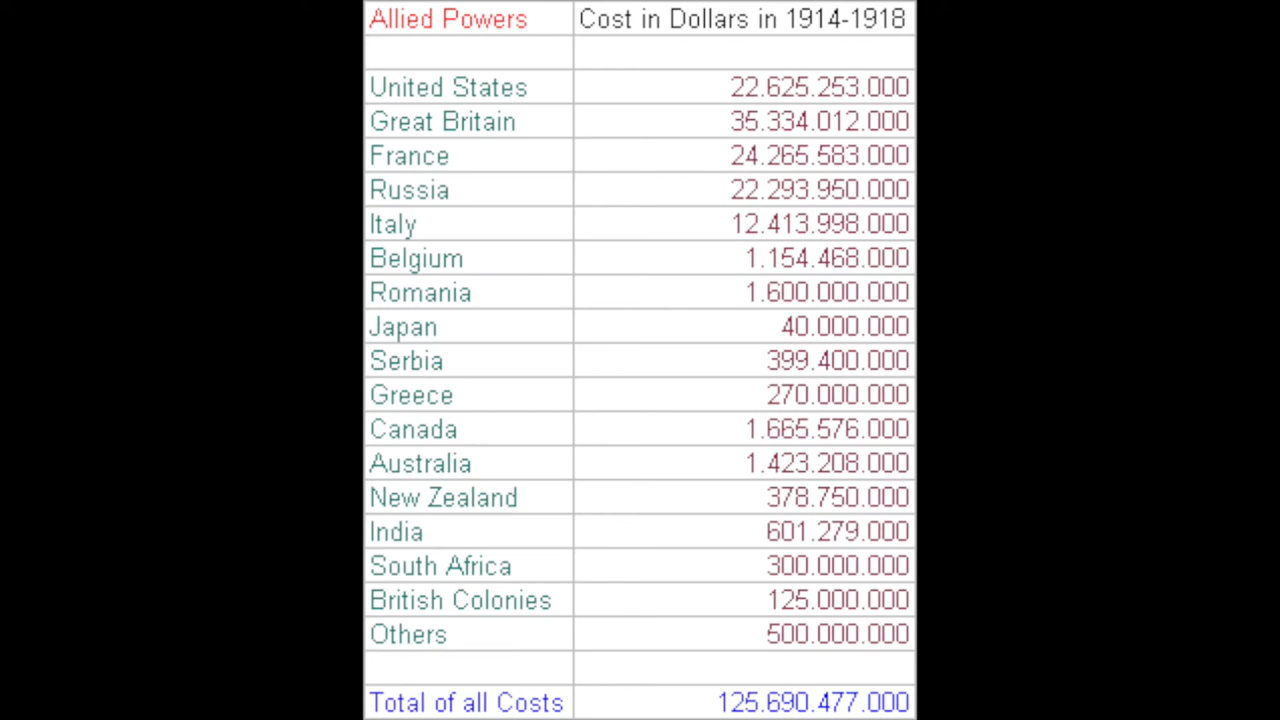 Allied Powers Cost in Dollars in 1914-1918
United States 22.625.253.000
Great Britain 35.334.012.000
France 24.265.583.000
Russia 22.293.950.000
Italy 12.413.998.000
Belgium 1.154.468.000
Romania 1.600.000.000
Japan 40.000.000
Serbia 399.400.000
Greece 270.000.000
Canada 1.665.576.000
Australia 1.423.208.000
New Zealand 378.750.000
India 601.279.000
South Africa 300.000.000
British Colonies 125.000.000
Others 500.000.000
Total of all Costs 125.690.477.000